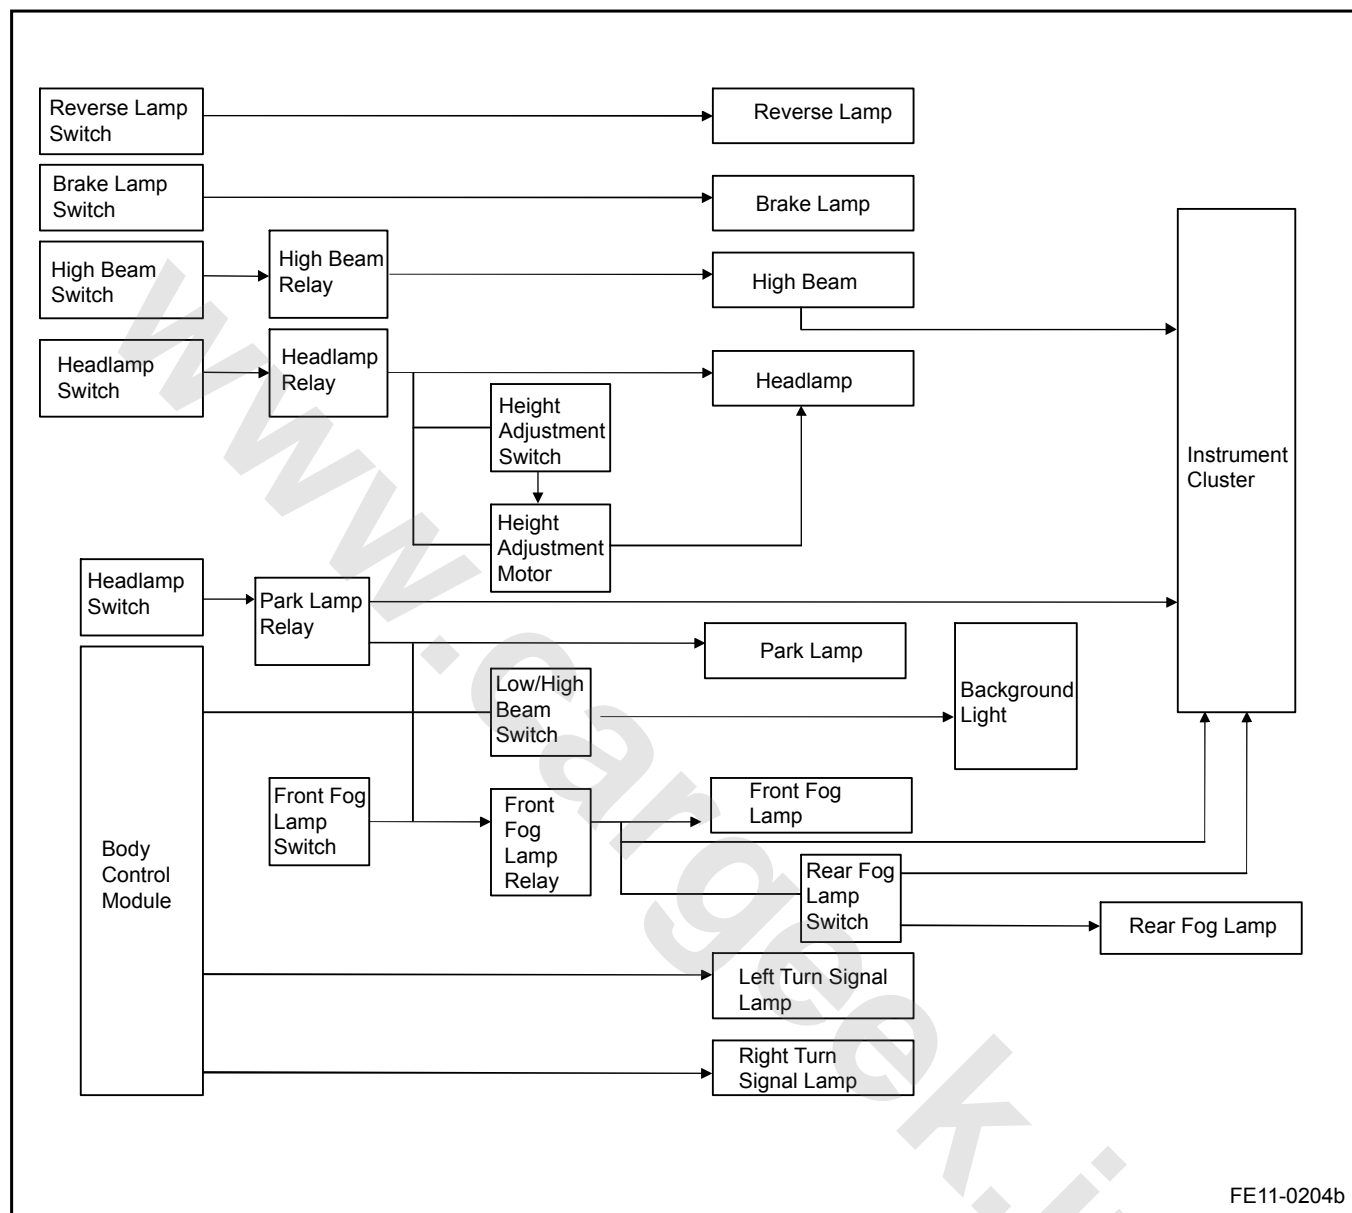 Reverse Lamp
Switch
Reverse Lamp
Brake Lamp
Switch
Brake Lamp
High Beam
Switch
High Beam
Relay
High Beam
Headlamp
Switch
Headlamp
Relay
Headlamp
Height
Adjustment
Switch
Height
Adjustment
Motor
Instrument
Cluster
Headlamp
Switch
Park Lamp
Relay
Park Lamp
Low/High
Beam
Switch
Background
Light
Front Fog
Lamp
Switch
Front
Fog
Lamp
Relay
Front Fog
Lamp
Rear Fog
Lamp
Switch
Rear Fog Lamp
Body
Control
Module
Left Turn Signal
Lamp
Right Turn
Signal Lamp
FE11-0204b
www.cargeek.i